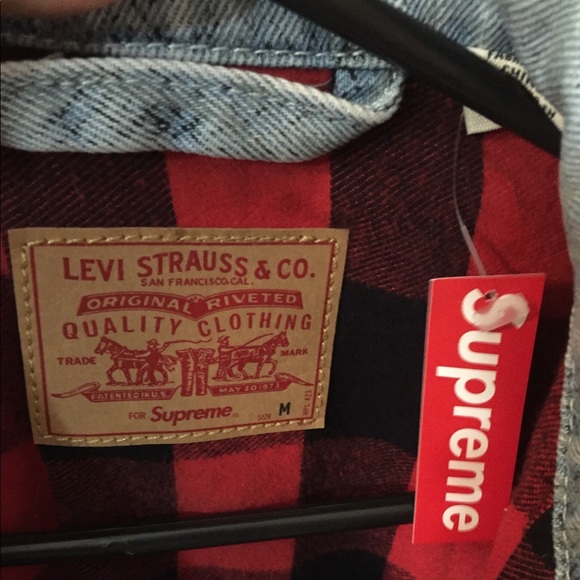 LEVI STRAUSS & CO.
SAN FRANCISCO, CAL.
ORIGINAL RIVETED
QUALITY CLOTHING
TRADE MARK
PATENTED IN U.S. MAY 20 1873
FOR Supreme
SIZE M
Supreme